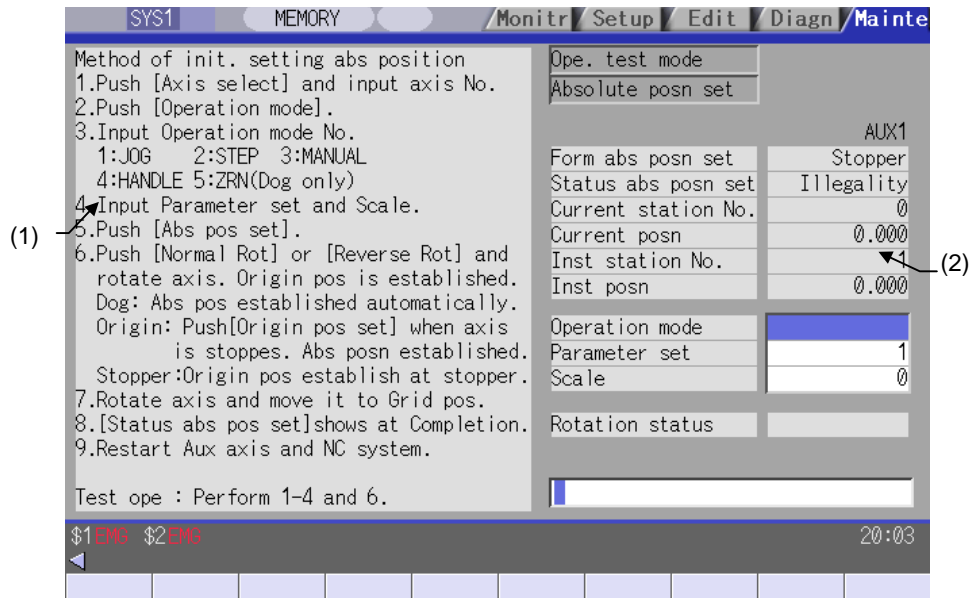 SYS1 MEMORY Monitr Setup Edit Diagn Mainte
Method of init. setting abs position
1.Push [Axis select] and input axis No.
2.Push [Operation mode].
3.Input Operation mode No.
1:JOG 2:STEP 3:MANUAL
4:HANDLE 5:ZRN(Dog only)
4.Input Parameter set and Scale.
5.Push [Abs pos set].
6.Push [Normal Rot] or [Reverse Rot] and
rotate axis. Origin pos is established.
Dog: Abs pos established automatically.
Origin: Push[Origin pos set] when axis
is stoppes. Abs posn established.
Stopper:Origin pos establish at stopper.
7.Rotate axis and move it to Grid pos.
8.[Status abs pos set]shows at Completion.
9.Restart Aux axis and NC system.
Test ope : Perform 1-4 and 6.
(1)
Ope. test mode
Absolute posn set
AUX1
Form abs posn set Stopper
Status abs posn set Illegality
Current station No. 0
Current posn 0.000
Inst station No. 1
Inst posn 0.000
(2)
Operation mode
Parameter set 1
Scale 0
Rotation status
$1 EMG $2 EMG 20:03